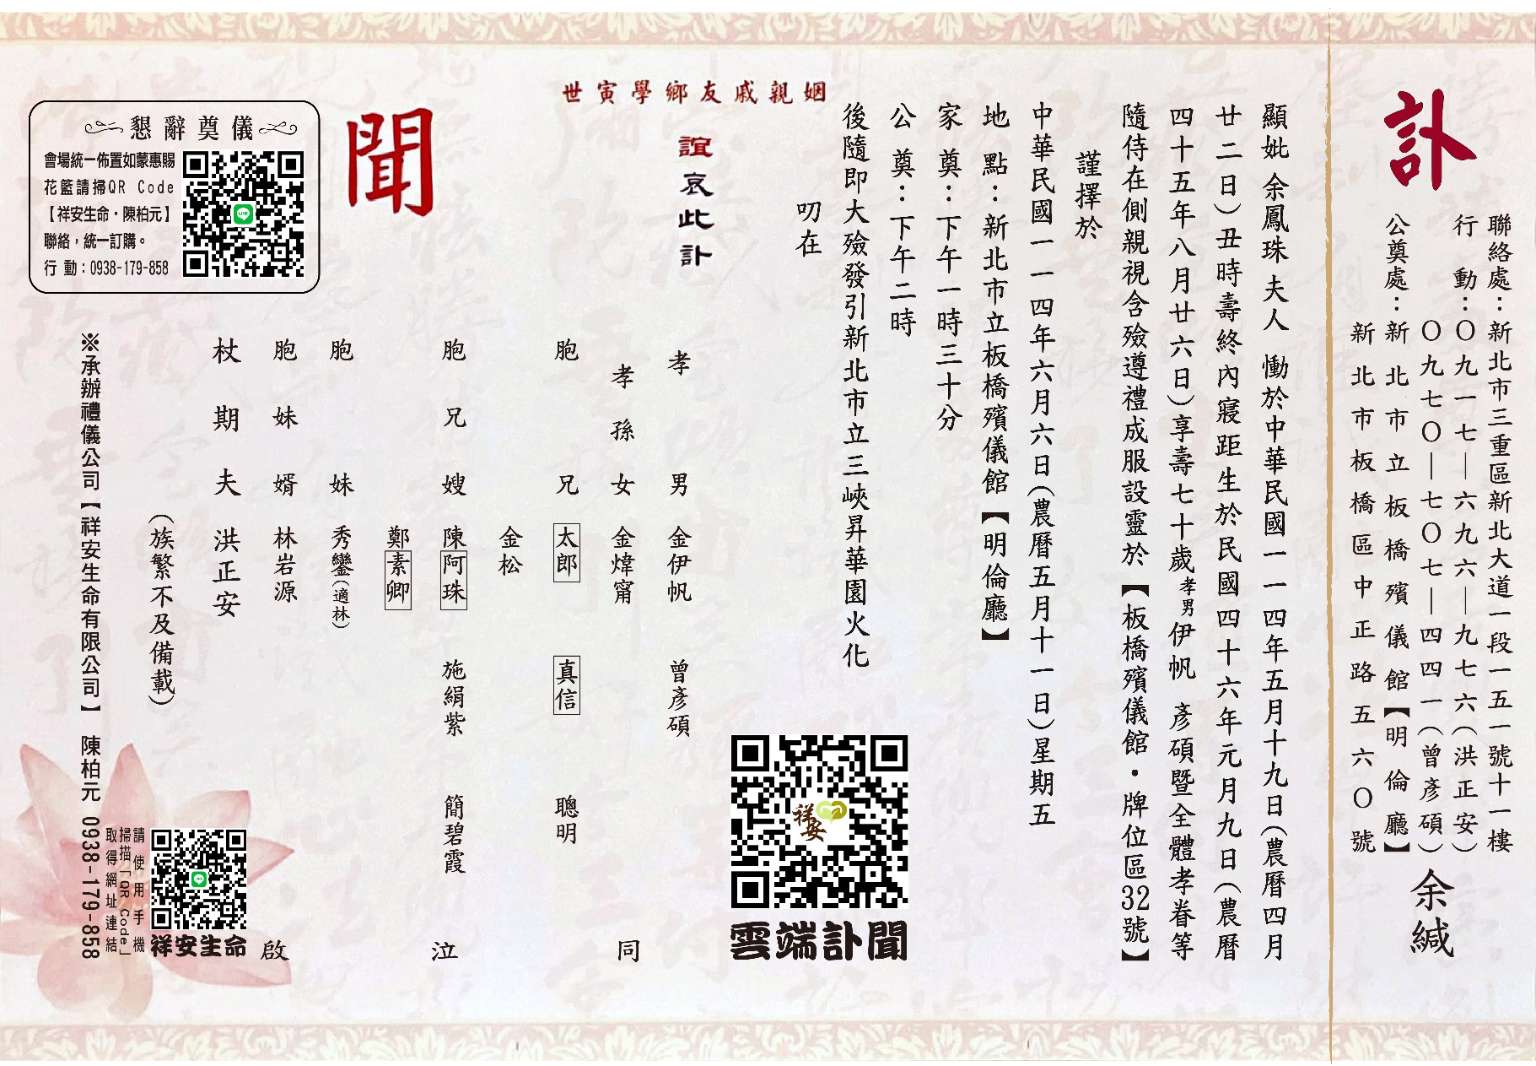 訃
聯絡處：新北市三重區新北大道一段一五一號十一樓
行　動：〇九一七—六九六—九七六(洪正安)
〇九七〇—七〇七—四四一(曾彥碩)
公奠處：新北市立板橋殯儀館【明倫廳】
新北市板橋區中正路五六〇號
余緘
顯妣 余鳳珠 夫人　慟於中華民國一一四年五月十九日(農曆四月
廿二日)丑時壽終內寢距生於民國四十六年元月九日(農曆
四十五年八月廿六日)享壽七十歲孝男伊帆　彥碩暨全體孝眷等
隨侍在側親視含殮遵禮成服設靈於【板橋殯儀館・牌位區32號】
謹擇於
中華民國一一四年六月六日(農曆五月十一日)星期五
地　點：新北市立板橋殯儀館【明倫廳】
家　奠：下午一時三十分
公　奠：下午二時
後隨即大殮發引新北市立三峽昇華園火化
叨在
姻親戚友鄉學寅世
誼哀此訃
雲端訃聞
祥安
聞
孝　男　金伊帆　曾彥碩
孝孫女　金煒甯
同
胞　兄　太郎　真信　聰明
金松
胞兄嫂　陳阿珠　施絹紫　簡碧霞
泣
鄭素卿
胞　妹　秀鑾(適林)
胞妹婿　林岩源
啟
杖期夫　洪正安
(族繁不及備載)
懇辭奠儀
會場統一佈置如蒙惠賜
花籃請掃QR Code
【祥安生命・陳柏元】
聯絡，統一訂購。
行 動：0938-179-858
※承辦禮儀公司【祥安生命有限公司】　陳柏元 0938-179-858
請使用手機
掃描「QR Code」
取得網址連結
祥安生命